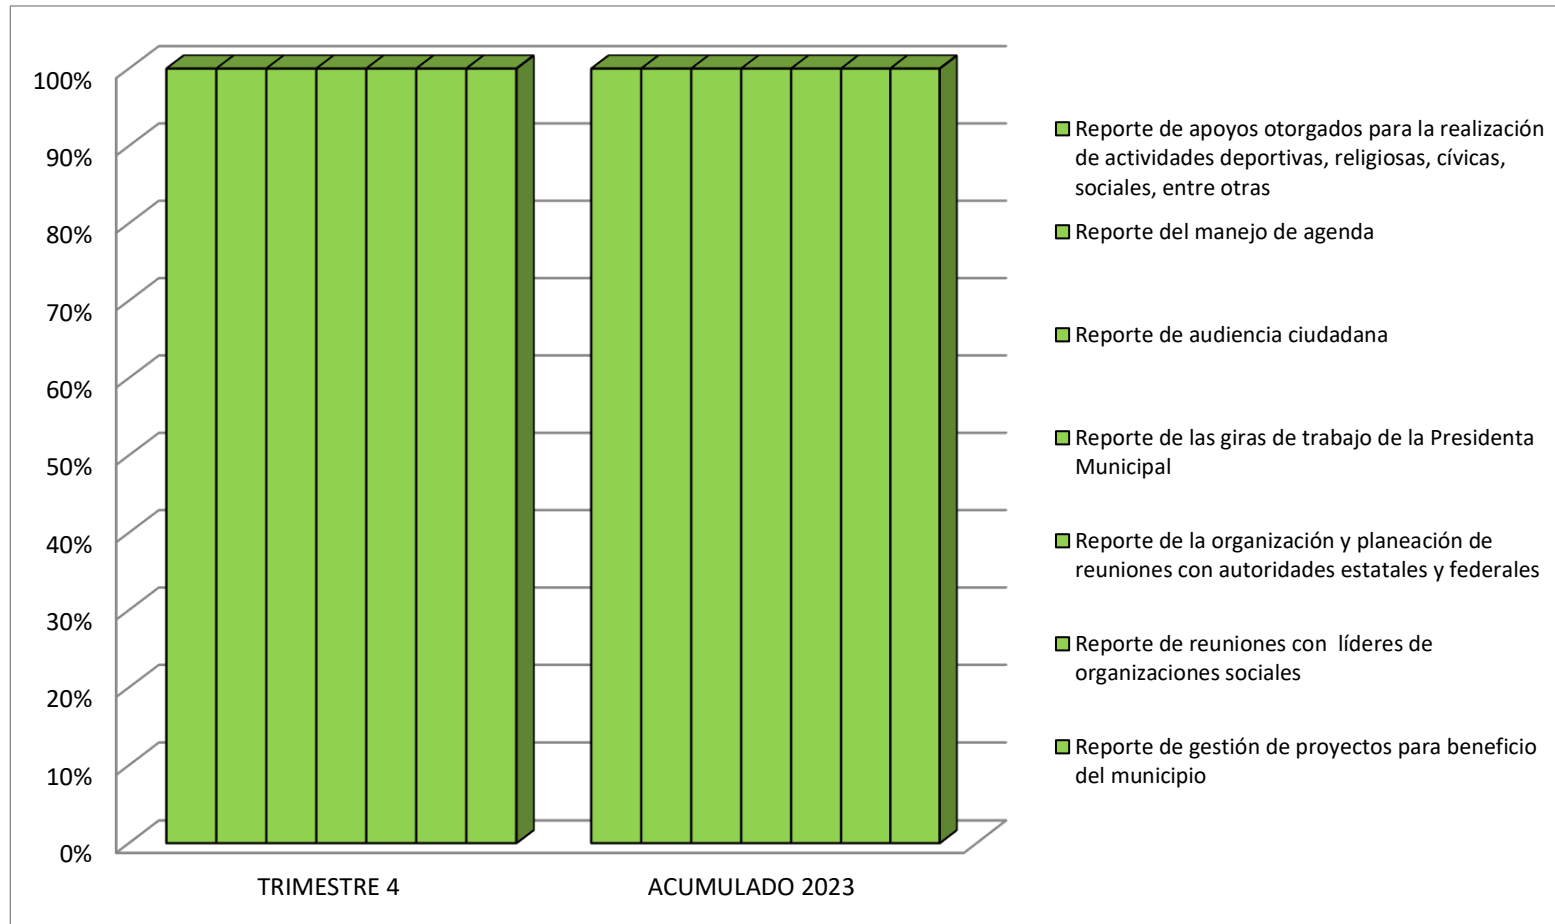 100%
90%
80%
70%
60%
50%
40%
30%
20%
10%
0%
TRIMESTRE 4
ACUMULADO 2023
Reporte de apoyos otorgados para la realización
de actividades deportivas, religiosas, cívicas,
sociales, entre otras
Reporte del manejo de agenda
Reporte de audiencia ciudadana
Reporte de las giras de trabajo de la Presidenta
Municipal
Reporte de la organización y planeación de
reuniones con autoridades estatales y federales
Reporte de reuniones con  líderes de
organizaciones sociales
Reporte de gestión de proyectos para beneficio
del municipio